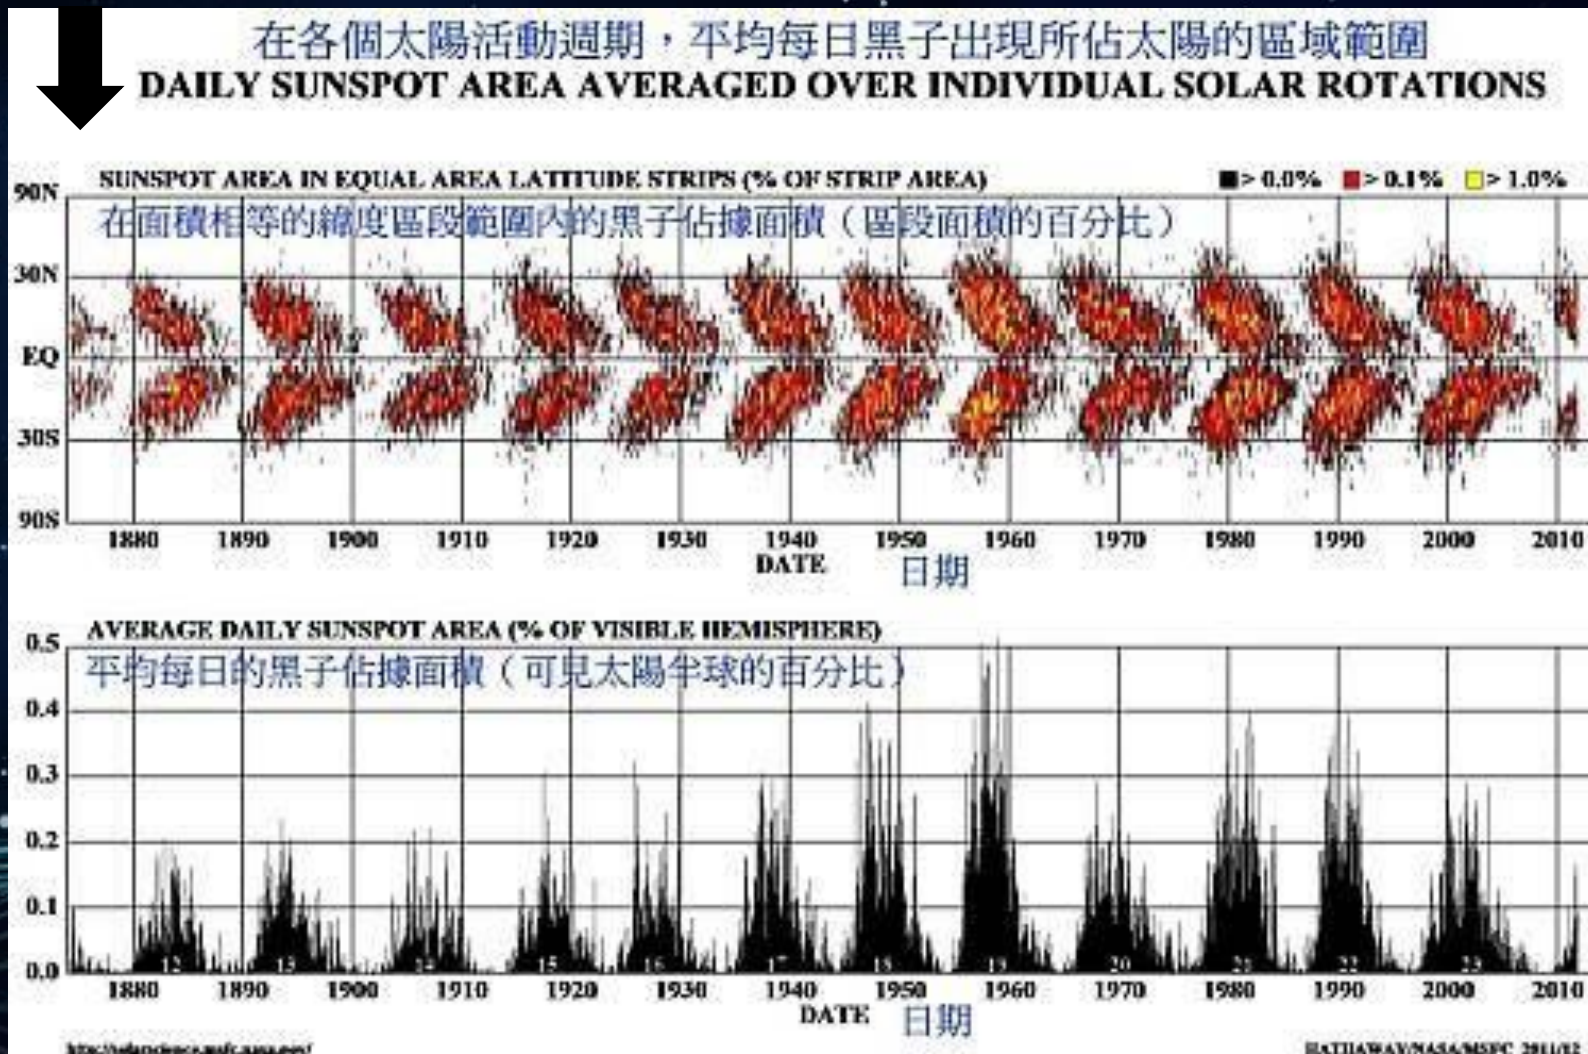 在各個太陽活動週期，平均每日黑子出現所佔太陽的區域範圍
DAILY SUNSPOT AREA AVERAGED OVER INDIVIDUAL SOLAR ROTATIONS
SUNSPOT AREA IN EQUAL AREA LATITUDE STRIPS (% OF STRIP AREA) > 0.0% > 0.1% > 1.0%
在面積相等的緯度區段範圍內的黑子佔據面積（區段面積的百分比）
90N
30N
EQ
30S
90S
1880 1890 1900 1910 1920 1930 1940 1950 1960 1970 1980 1990 2000 2010
DATE 日期
AVERAGE DAILY SUNSPOT AREA (% OF VISIBLE HEMISPHERE)
平均每日的黑子佔據面積（可見太陽半球的百分比）
0.5
0.4
0.3
0.2
0.1
0.0
12 13 14 15 16 17 18 19 20 21 22 23
1880 1890 1900 1910 1920 1930 1940 1950 1960 1970 1980 1990 2000 2010
DATE 日期
HATHAWAY/NASA/MSFC 2011/12